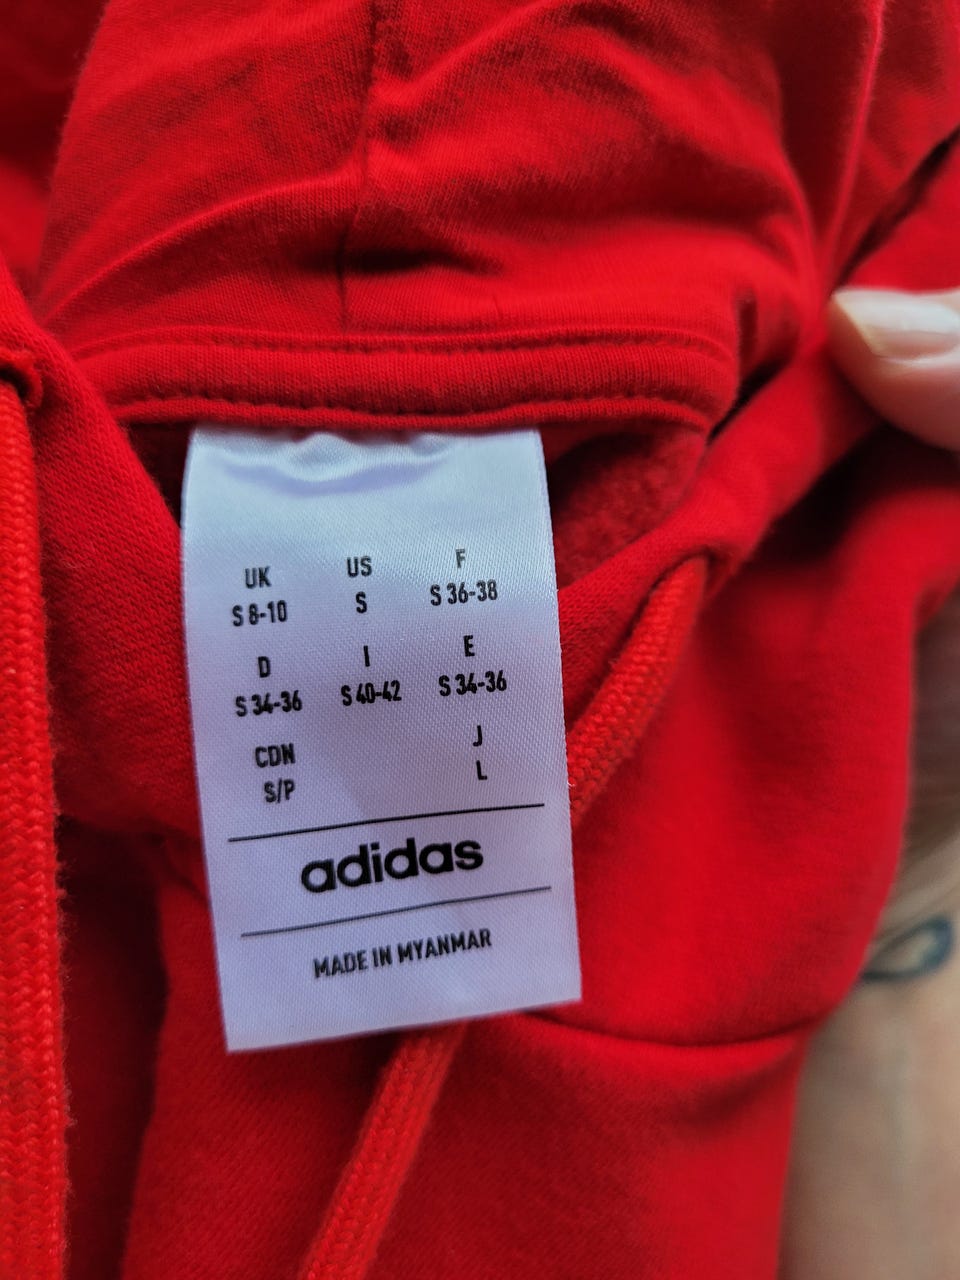 UK US F
S 8-10 S S 36-38
D I E
S 34-36 S 40-42 S 34-36
CDN J
S/P L
adidas
MADE IN MYANMAR